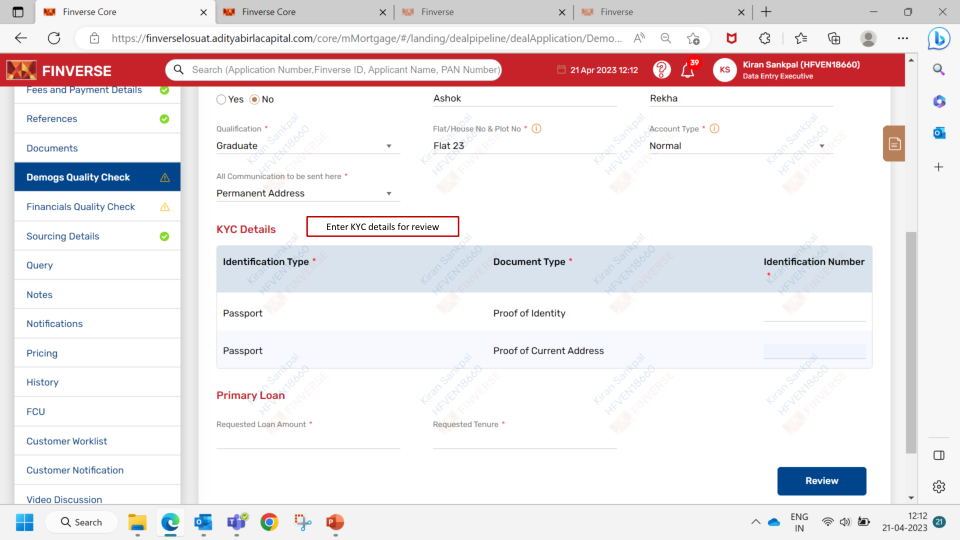 Finverse Core
Finverse Core
Finverse
Finverse
https://finverselosuat.adityabirlacapital.com/core/mMortgage/#/landing/dealpipeline/dealApplication/Demo...
FINVERSE
Search (Application Number,Finverse ID, Applicant Name, PAN Number)
21 Apr 2023 12:12
39
KS
Kiran Sankpal (HFVEN18660)
Data Entry Executive
Fees and Payment Details
References
Documents
Demogs Quality Check
Financials Quality Check
Sourcing Details
Query
Notes
Notifications
Pricing
History
FCU
Customer Worklist
Customer Notification
Video Discussion
Yes No
Ashok
Rekha
Qualification *
Flat/House No & Plot No *
Account Type *
Graduate
Flat 23
Normal
All Communication to be sent here *
Permanent Address
KYC Details
Enter KYC details for review
Identification Type *
Document Type *
Identification Number
*
Passport
Proof of Identity
Passport
Proof of Current Address
Primary Loan
Requested Loan Amount *
Requested Tenure *
Review
Kiran Sankpal
HFVEN18660
FINVERSE
Search
ENG
IN
12:12
21-04-2023
21